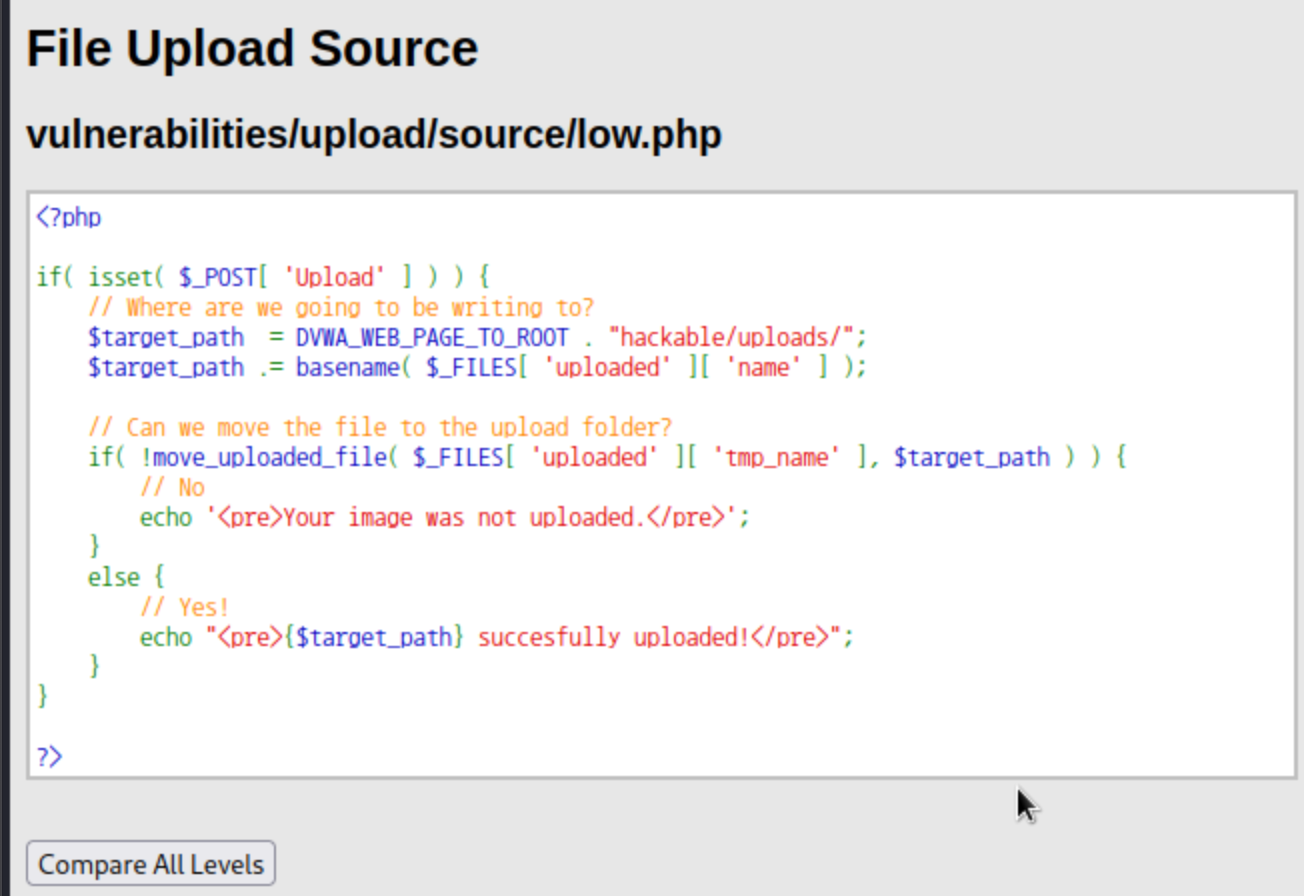 File Upload Source
vulnerabilities/upload/source/low.php
<?php
if( isset( $_POST[ 'Upload' ] ) ) {
    // Where are we going to be writing to?
    $target_path  = DVWA_WEB_PAGE_TO_ROOT . "hackable/uploads/";
    $target_path .= basename( $_FILES[ 'uploaded' ][ 'name' ] );
    // Can we move the file to the upload folder?
    if( !move_uploaded_file( $_FILES[ 'uploaded' ][ 'tmp_name' ], $target_path ) ) {
        // No
        echo '<pre>Your image was not uploaded.</pre>';
    }
    else {
        // Yes!
        echo "<pre>{$target_path} succesfully uploaded!</pre>";
    }
}
?>
Compare All Levels